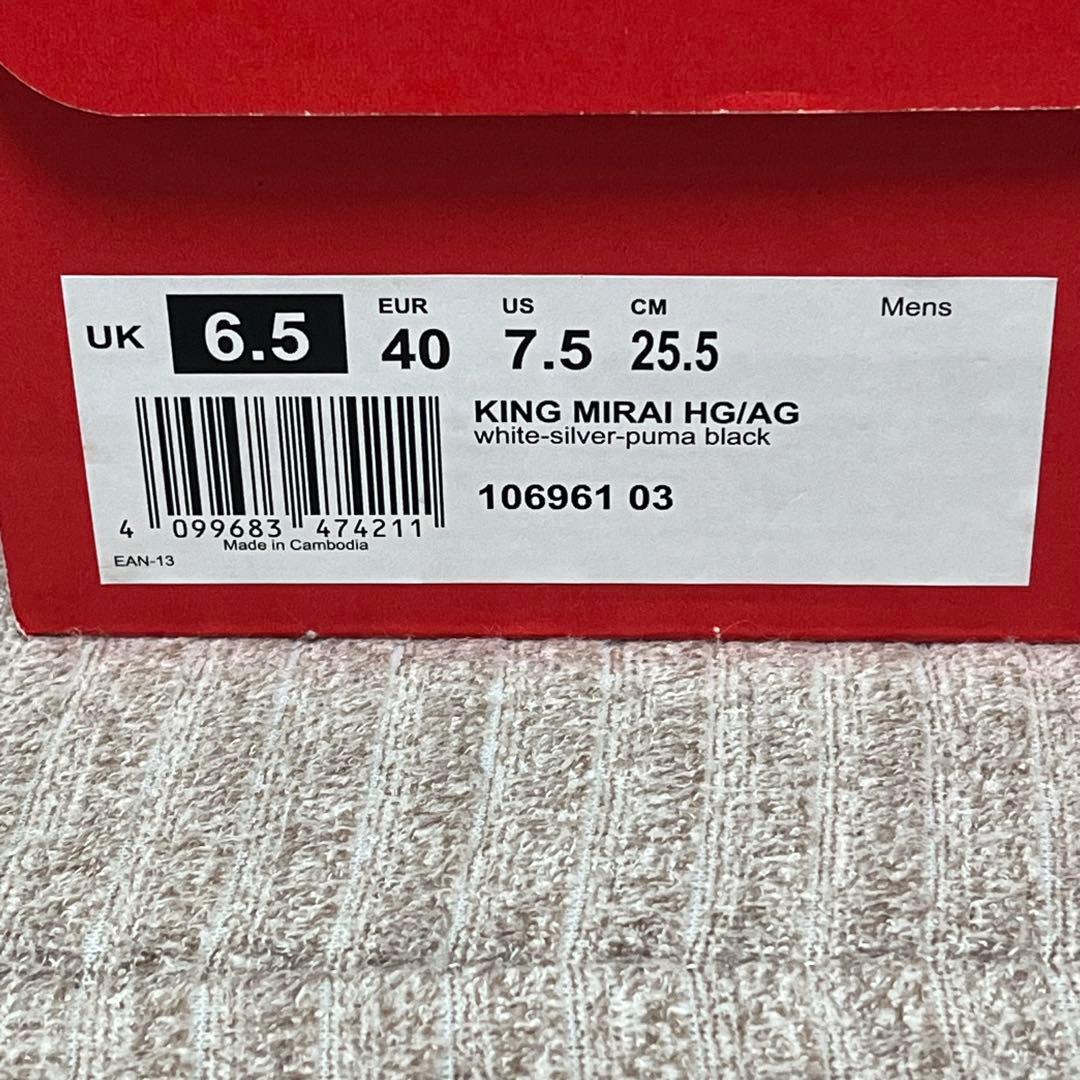 UK 6.5 EUR 40 US 7.5 CM 25.5 Mens
KING MIRAI HG/AG
white-silver-puma black
106961 03
4 099683 474211
Made in Cambodia
EAN-13